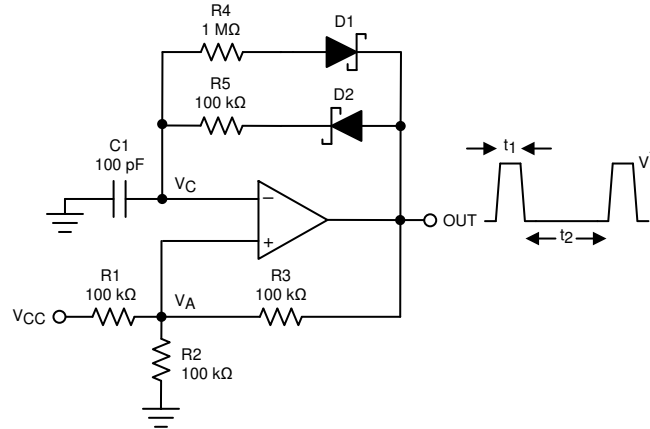 R4
1 MΩ
D1
R5
100 kΩ
D2
C1
100 pF
VC
−
+
OUT
t1
V
t2
R1
100 kΩ
VCC
VA
R3
100 kΩ
R2
100 kΩ